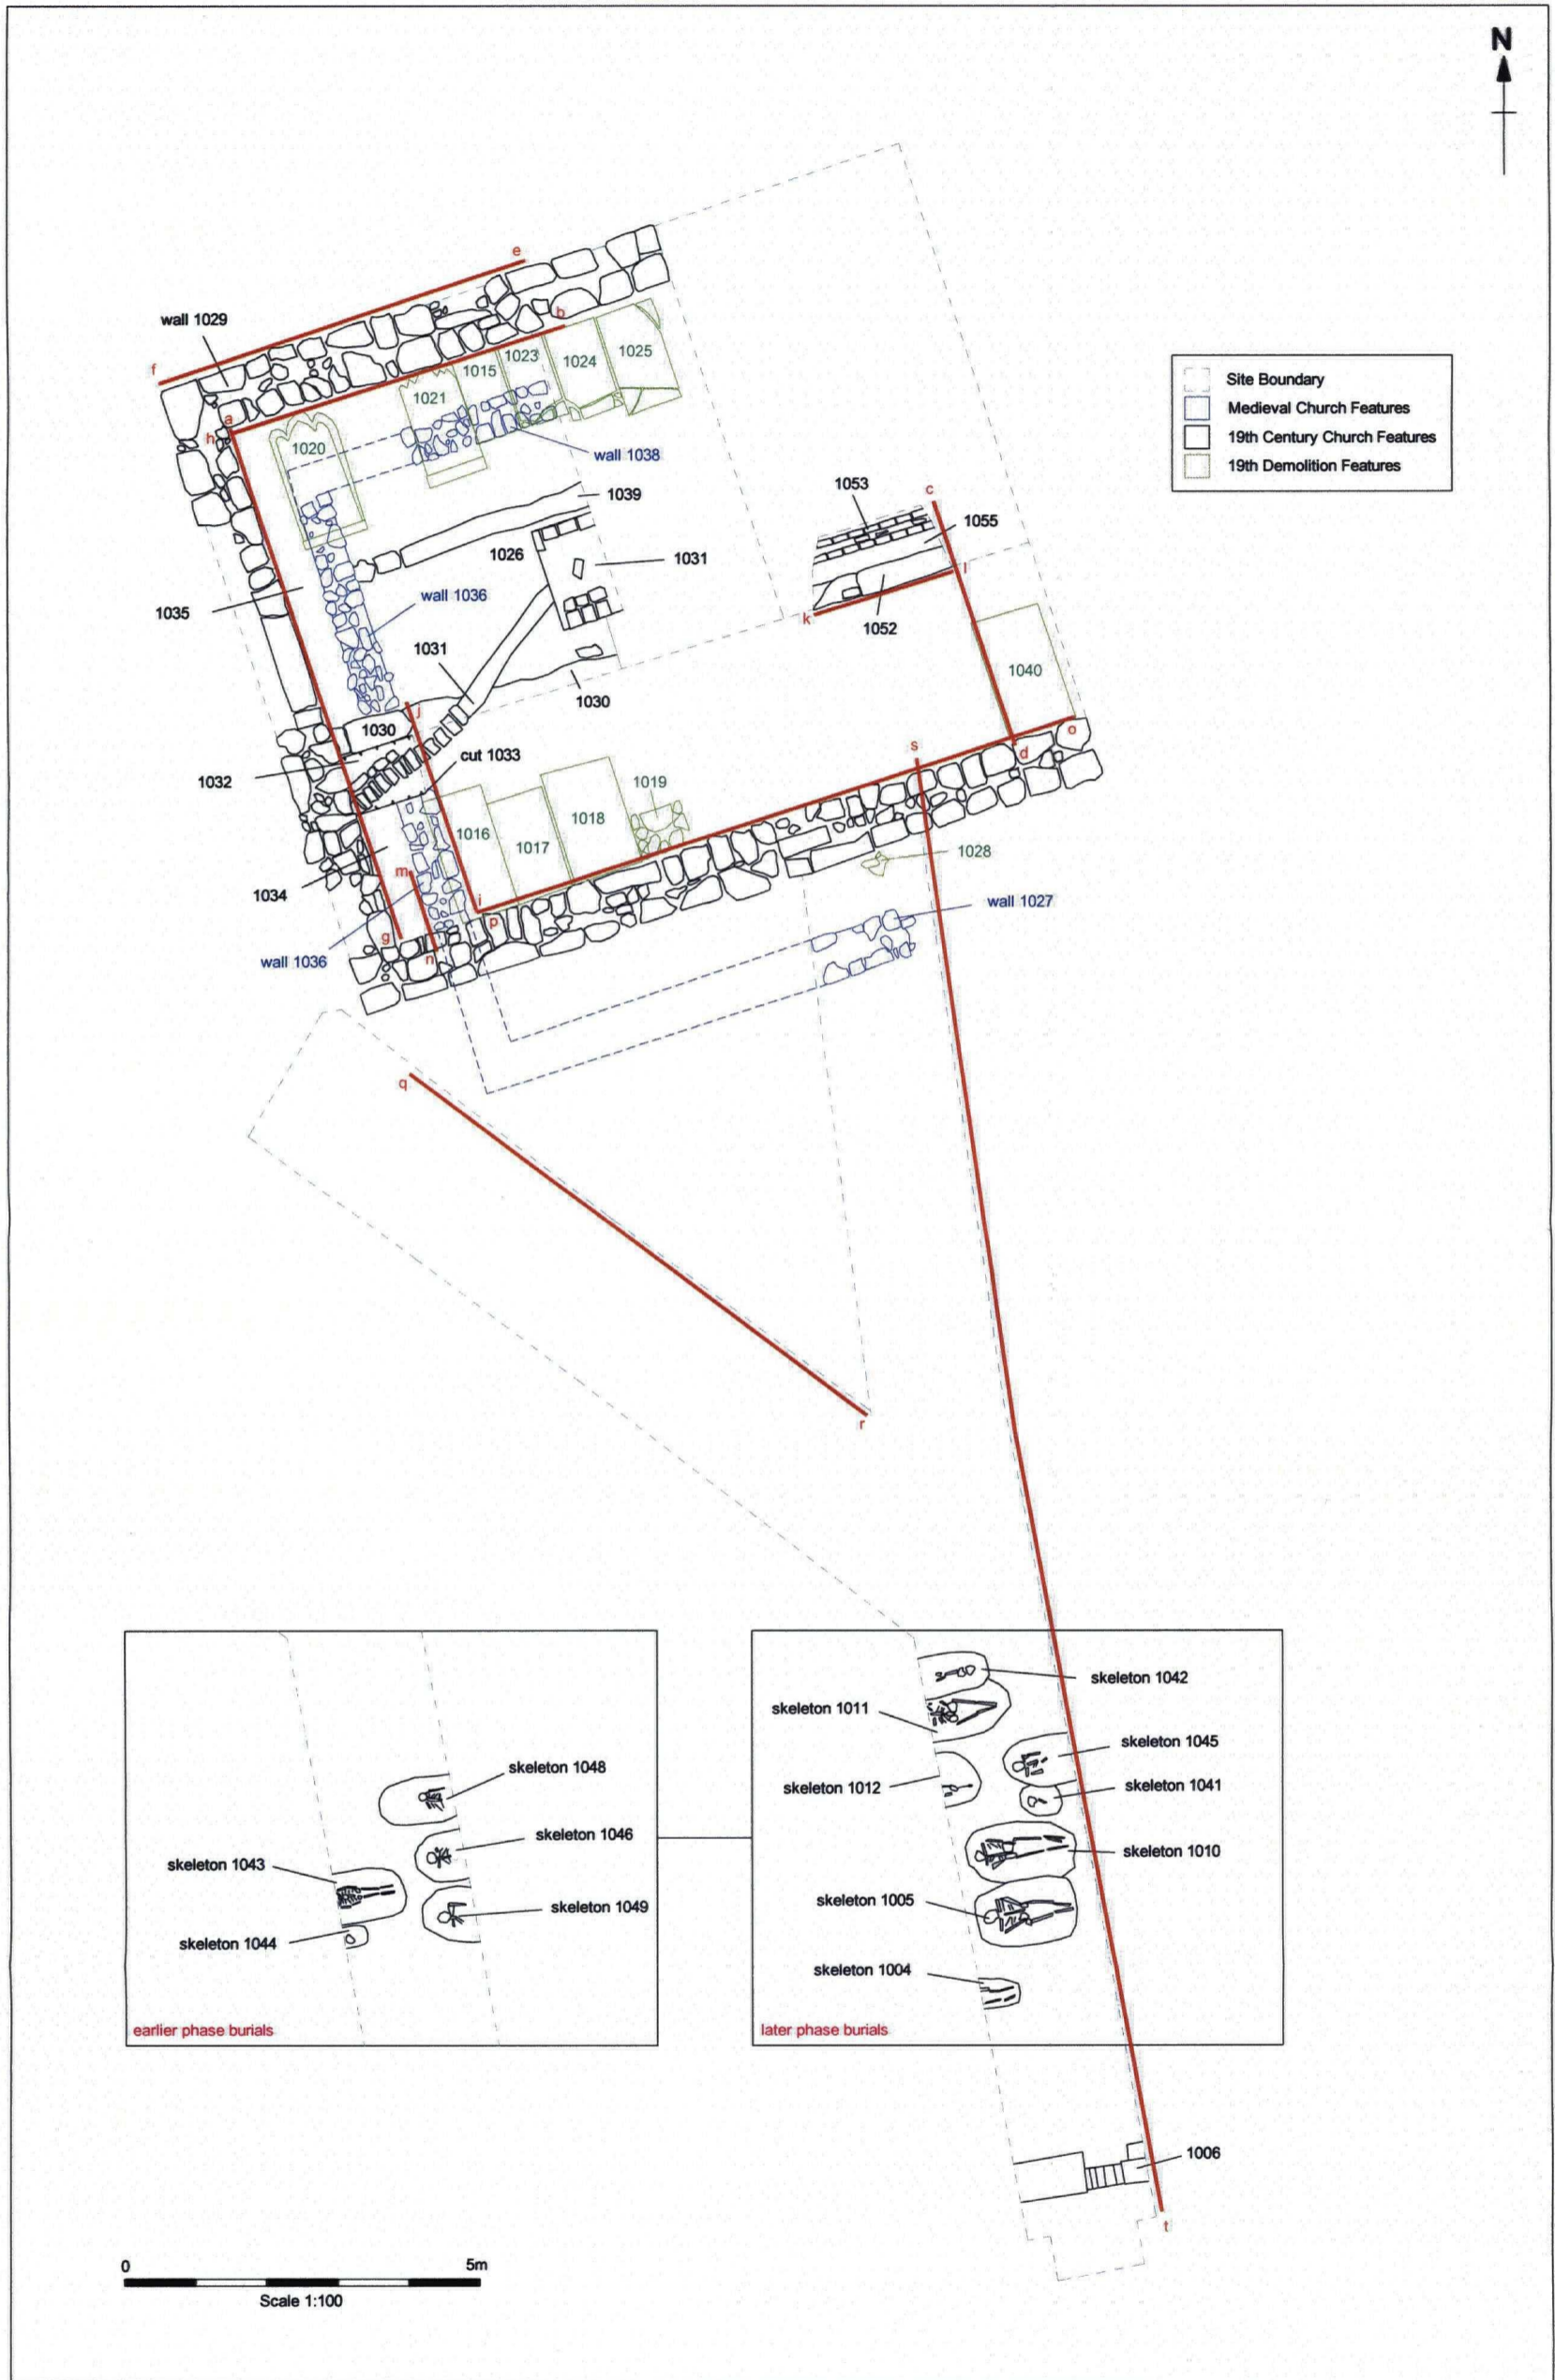 N
e
wall 1029
b
f
1023
1025
1024
1015
a
1021
h
1020
Site Boundary
Medieval Church Features
19th Century Church Features
19th Demolition Features
wall 1038
1053
c
1039
1055
1026
1031
l
1035
wall 1036
k
1052
1031
1040
1030
j
1030
o
s
d
cut 1033
1032
1019
1018
1016
1017
1028
m
1034
i
wall 1027
p
g
wall 1036
n
q
r
skeleton 1042
skeleton 1011
skeleton 1045
skeleton 1048
skeleton 1012
skeleton 1041
skeleton 1046
skeleton 1010
skeleton 1043
skeleton 1005
skeleton 1049
skeleton 1044
skeleton 1004
earlier phase burials
later phase burials
1006
t
0 5m
Scale 1:100